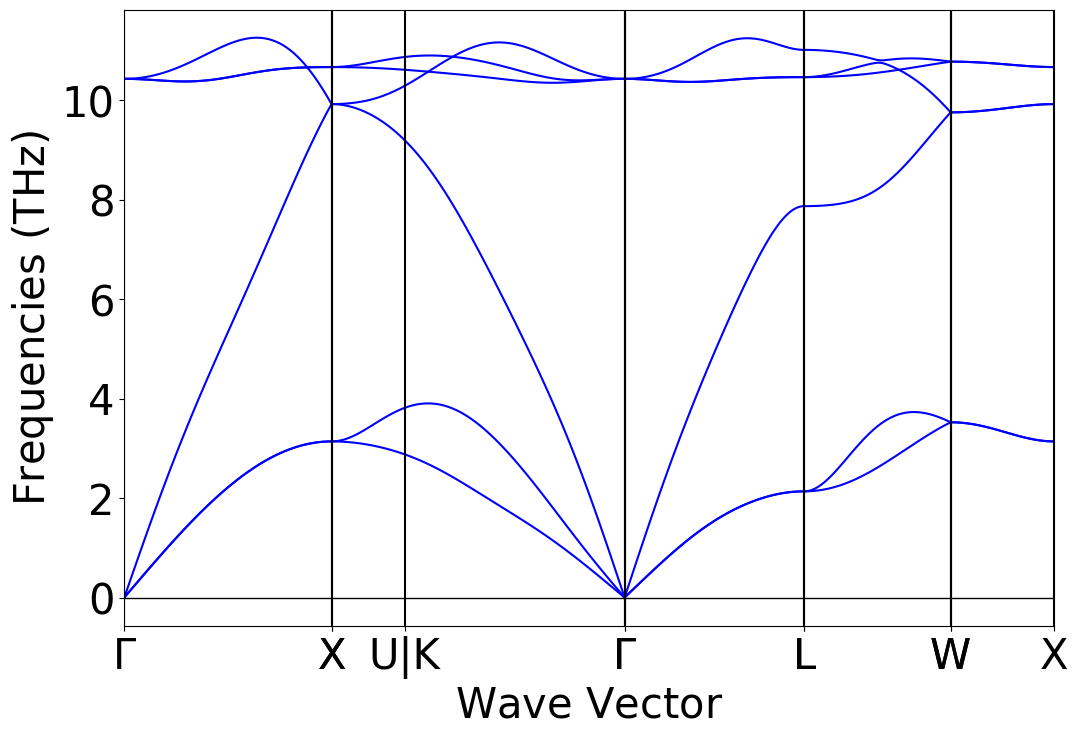 Frequencies (THz)
10
8
6
4
2
0
Γ X U|K Γ L W X
Wave Vector